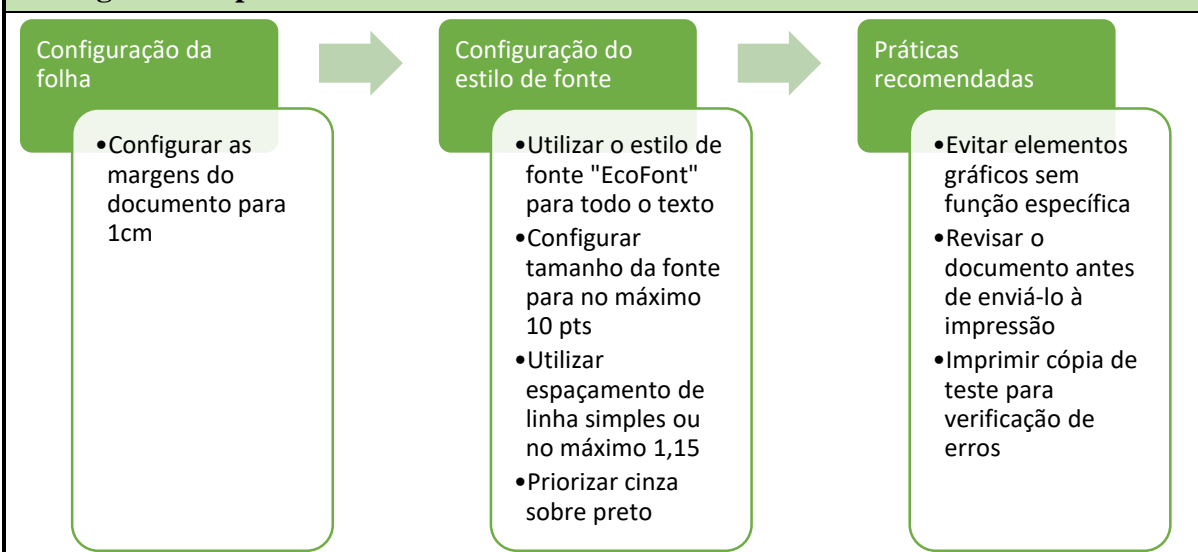 Configuração da
folha
•Configurar as
margens do
documento para
1cm
Configuração do
estilo de fonte
•Utilizar o estilo de
fonte "EcoFont"
para todo o texto
•Configurar
tamanho da fonte
para no máximo
10 pts
•Utilizar
espaçamento de
linha simples ou
no máximo 1,15
•Priorizar cinza
sobre preto
Práticas
recomendadas
•Evitar elementos
gráficos sem
função específica
•Revisar o
documento antes
de enviá-lo à
impressão
•Imprimir cópia de
teste para
verificação de
erros